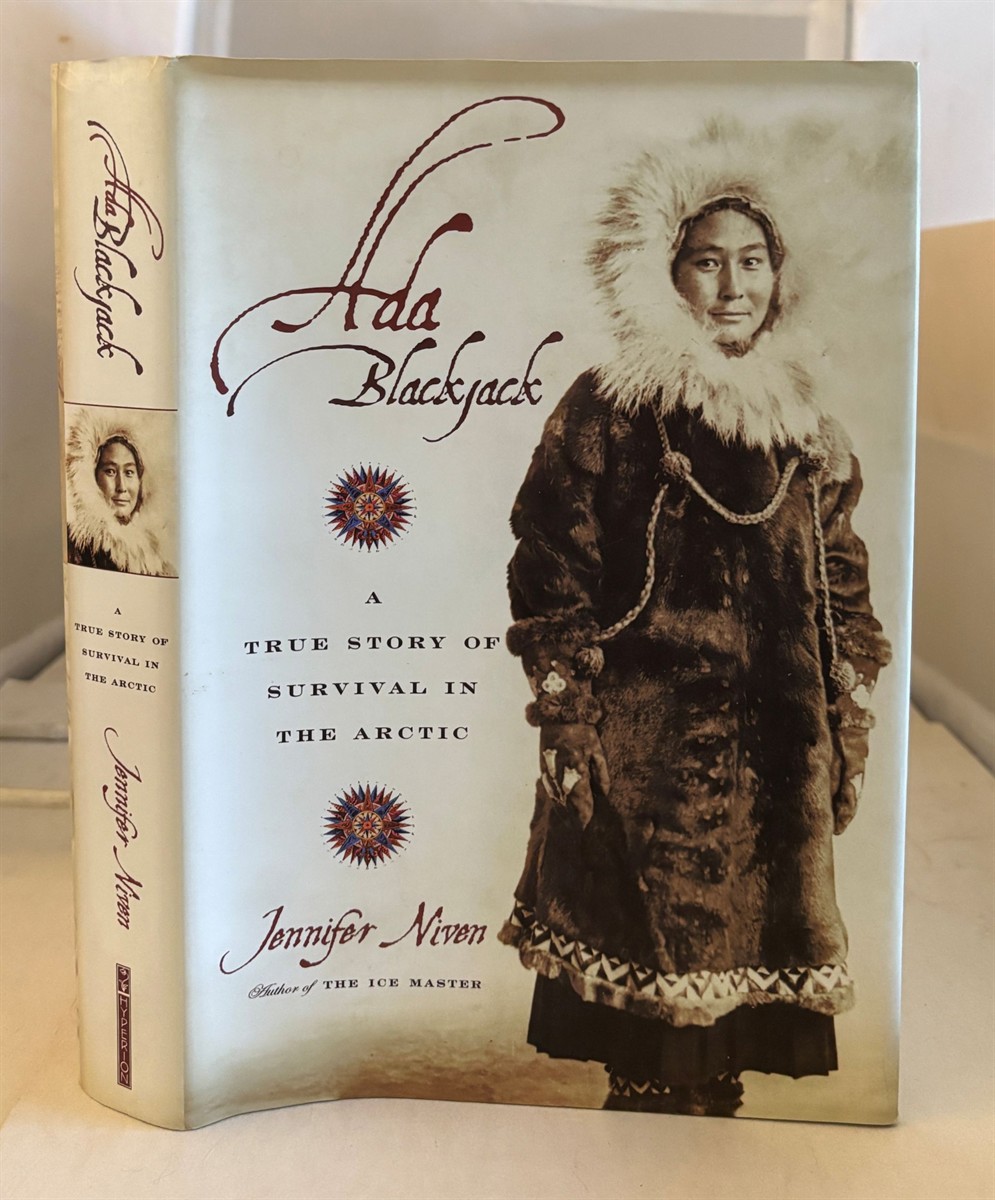 Ada
Blackjack
A
TRUE STORY OF
SURVIVAL IN
THE ARCTIC
Jennifer Niven
Author of THE ICE MASTER
Ada Blackjack
A
TRUE STORY OF
SURVIVAL IN
THE ARCTIC
Jennifer Niven
HYPERION